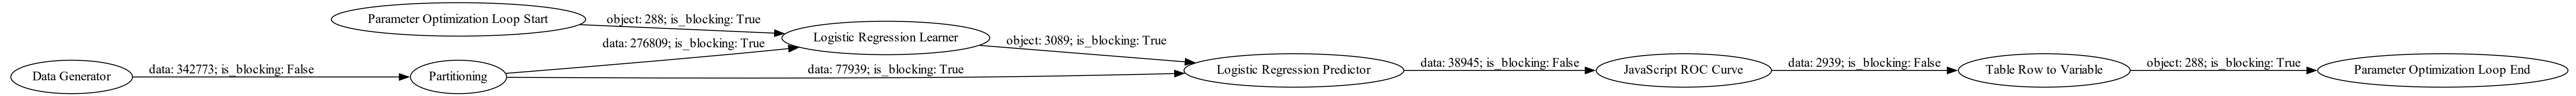 Parameter Optimization Loop Start
object: 288; is_blocking: True
Logistic Regression Learner
data: 276809; is_blocking: True
object: 3089; is_blocking: True
Data Generator
data: 342773; is_blocking: False
Partitioning
data: 77939; is_blocking: True
Logistic Regression Predictor
data: 38945; is_blocking: False
JavaScript ROC Curve
data: 2939; is_blocking: False
Table Row to Variable
object: 288; is_blocking: True
Parameter Optimization Loop End